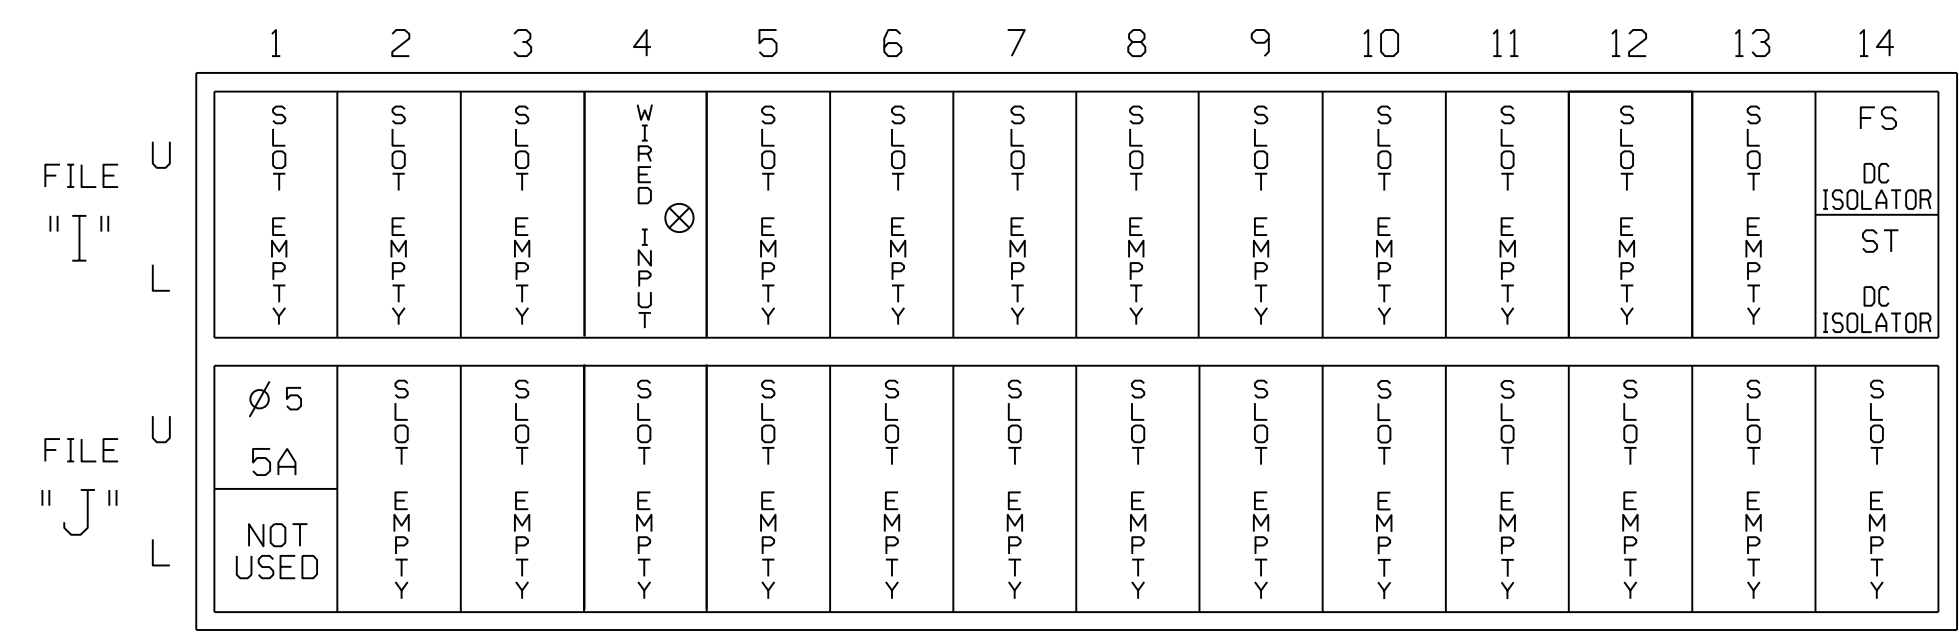 1 2 3 4 5 6 7 8 9 10 11 12 13 14
FILE
"I"
U
L
SLOT EMPTY
SLOT EMPTY
SLOT EMPTY
WIRED INPUT
SLOT EMPTY
SLOT EMPTY
SLOT EMPTY
SLOT EMPTY
SLOT EMPTY
SLOT EMPTY
SLOT EMPTY
SLOT EMPTY
SLOT EMPTY
FS
DC
ISOLATOR
ST
DC
ISOLATOR
FILE
"J"
U
L
Ø 5
5A
NOT
USED
SLOT EMPTY
SLOT EMPTY
SLOT EMPTY
SLOT EMPTY
SLOT EMPTY
SLOT EMPTY
SLOT EMPTY
SLOT EMPTY
SLOT EMPTY
SLOT EMPTY
SLOT EMPTY
SLOT EMPTY
SLOT EMPTY